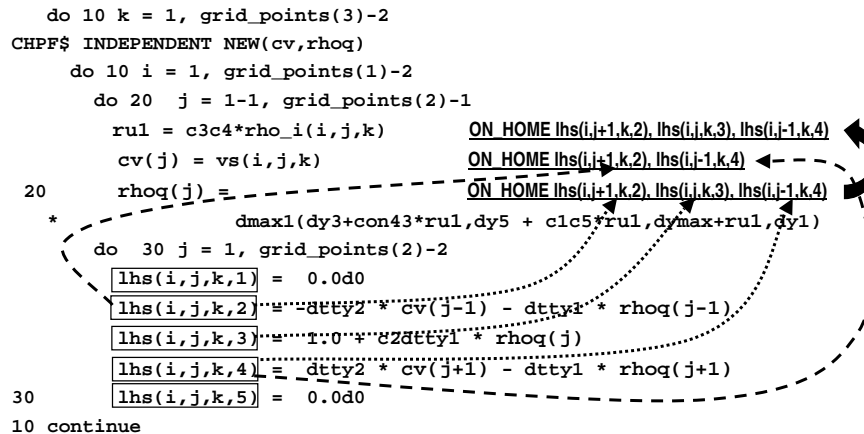 do 10 k = 1, grid_points(3)-2
CHPF$ INDEPENDENT NEW(cv,rhoq)
do 10 i = 1, grid_points(1)-2
do 20 j = 1-1, grid_points(2)-1
ru1 = c3c4*rho_i(i,j,k) ON_HOME lhs(i,j+1,k,2), lhs(i,j,k,3), lhs(i,j-1,k,4)
cv(j) = vs(i,j,k) ON_HOME lhs(i,j+1,k,2), lhs(i,j-1,k,4)
20 rhoq(j) = ON_HOME lhs(i,j+1,k,2), lhs(i,j,k,3), lhs(i,j-1,k,4)
* dmax1(dy3+con43*ru1,dy5 + c1c5*ru1,dymax+ru1,dy1)
do 30 j = 1, grid_points(2)-2
lhs(i,j,k,1) = 0.0d0
lhs(i,j,k,2) = -dtty2 * cv(j-1) - dtty1 * rhoq(j-1)
lhs(i,j,k,3) = 1.0 + c2dtty1 * rhoq(j)
lhs(i,j,k,4) = dtty2 * cv(j+1) - dtty1 * rhoq(j+1)
30 lhs(i,j,k,5) = 0.0d0
10 continue